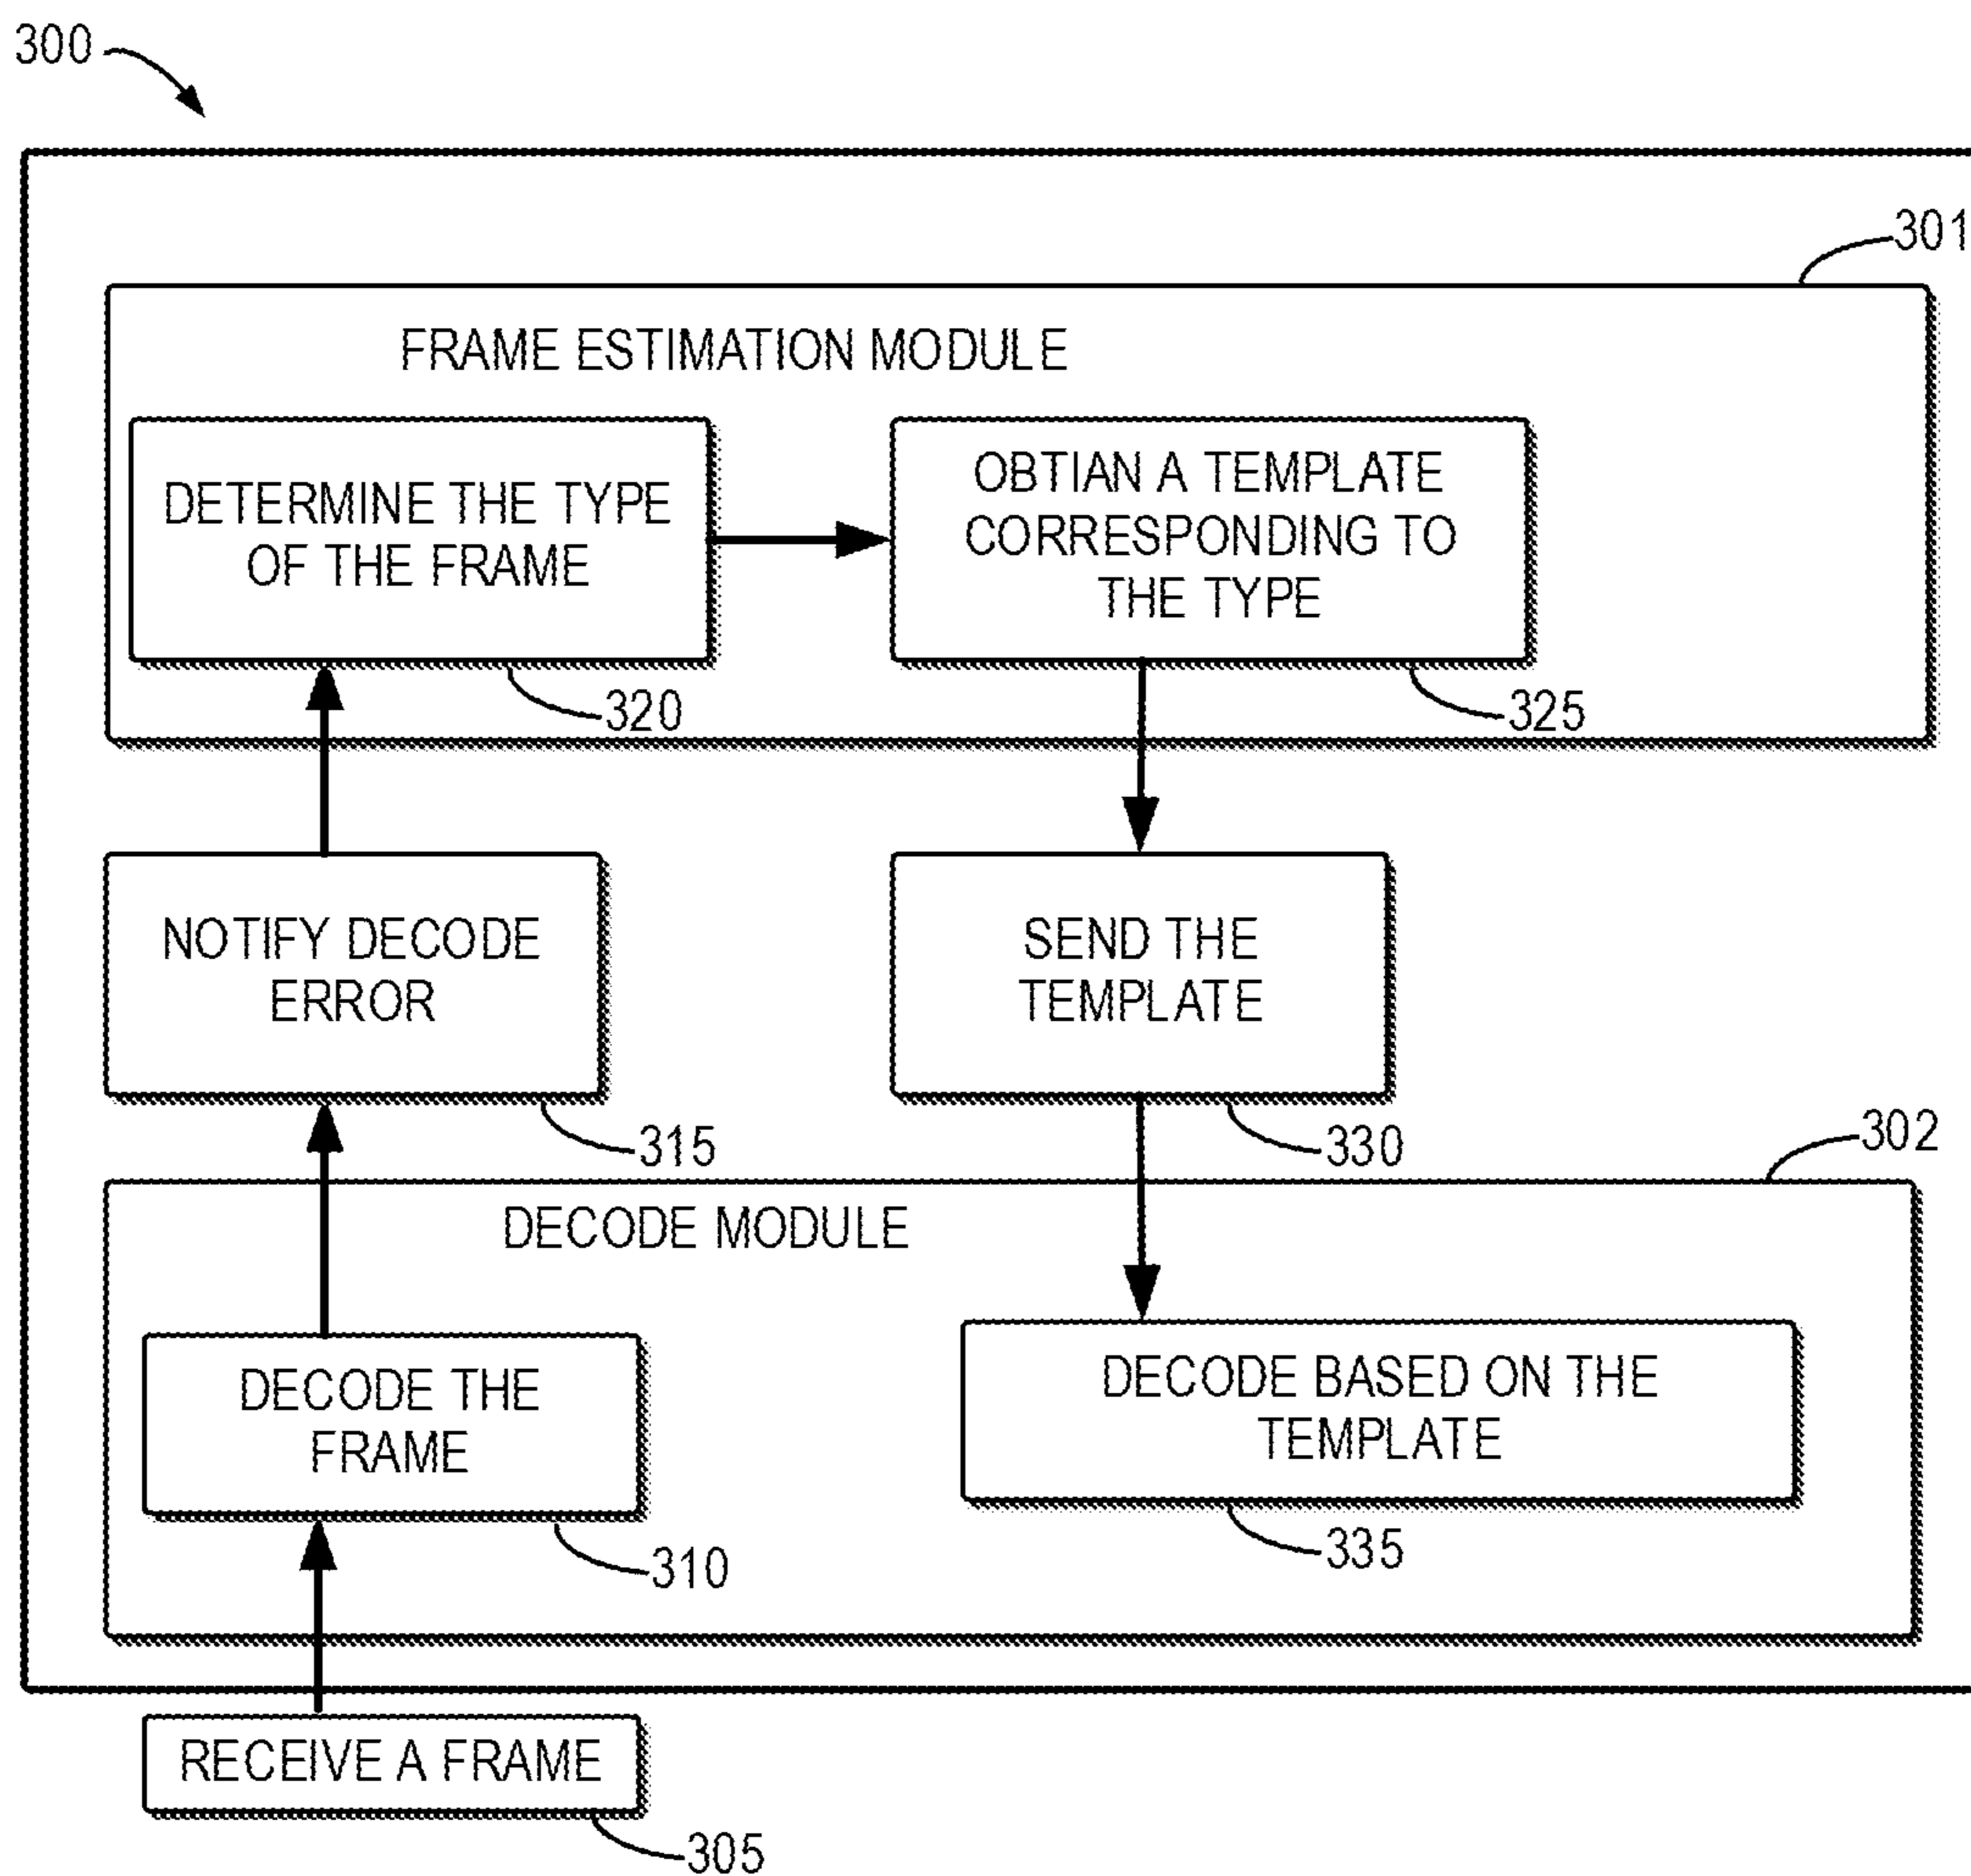 300
301
FRAME ESTIMATION MODULE
DETERMINE THE TYPE
OF THE FRAME
320
OBTIAN A TEMPLATE
CORRESPONDING TO
THE TYPE
325
NOTIFY DECODE
ERROR
315
SEND THE
TEMPLATE
330
302
DECODE MODULE
DECODE THE
FRAME
310
DECODE BASED ON THE
TEMPLATE
335
RECEIVE A FRAME
305